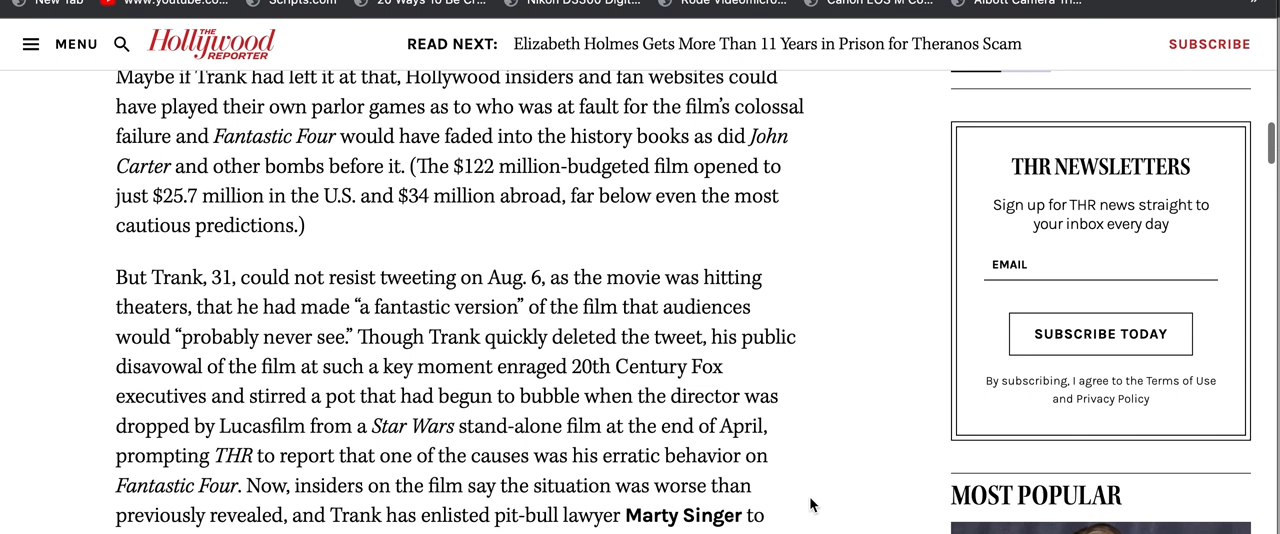 New Tab
www.youtube.co...
Scripts.com
20 Ways To Be Cr...
Nikon D3300 Digit...
Rode Videomicro...
Canon EOS M Co...
Albott Camera Tri...
MENU
THE Hollywood REPORTER
READ NEXT: Elizabeth Holmes Gets More Than 11 Years in Prison for Theranos Scam
SUBSCRIBE
Maybe if Trank had left it at that, Hollywood insiders and fan websites could
have played their own parlor games as to who was at fault for the film’s colossal
failure and Fantastic Four would have faded into the history books as did John
Carter and other bombs before it. (The $122 million-budgeted film opened to
just $25.7 million in the U.S. and $34 million abroad, far below even the most
cautious predictions.)
But Trank, 31, could not resist tweeting on Aug. 6, as the movie was hitting
theaters, that he had made “a fantastic version” of the film that audiences
would “probably never see.” Though Trank quickly deleted the tweet, his public
disavowal of the film at such a key moment enraged 20th Century Fox
executives and stirred a pot that had begun to bubble when the director was
dropped by Lucasfilm from a Star Wars stand-alone film at the end of April,
prompting THR to report that one of the causes was his erratic behavior on
Fantastic Four. Now, insiders on the film say the situation was worse than
previously revealed, and Trank has enlisted pit-bull lawyer Marty Singer to
THR NEWSLETTERS
Sign up for THR news straight to
your inbox every day
EMAIL
SUBSCRIBE TODAY
By subscribing, I agree to the Terms of Use
and Privacy Policy
MOST POPULAR